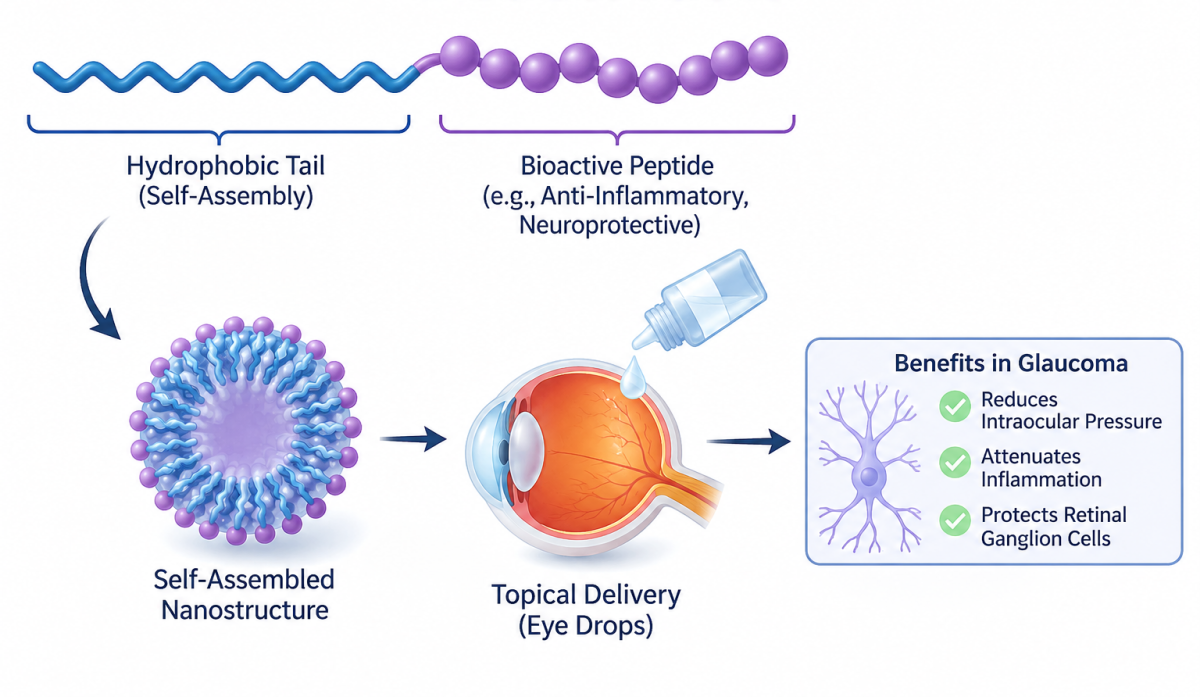 Hydrophobic Tail
(Self-Assembly)
Bioactive Peptide
(e.g., Anti-Inflammatory,
Neuroprotective)
Self-Assembled
Nanostructure
Topical Delivery
(Eye Drops)
Benefits in Glaucoma
Reduces
Intraocular Pressure
Attenuates
Inflammation
Protects Retinal
Ganglion Cells